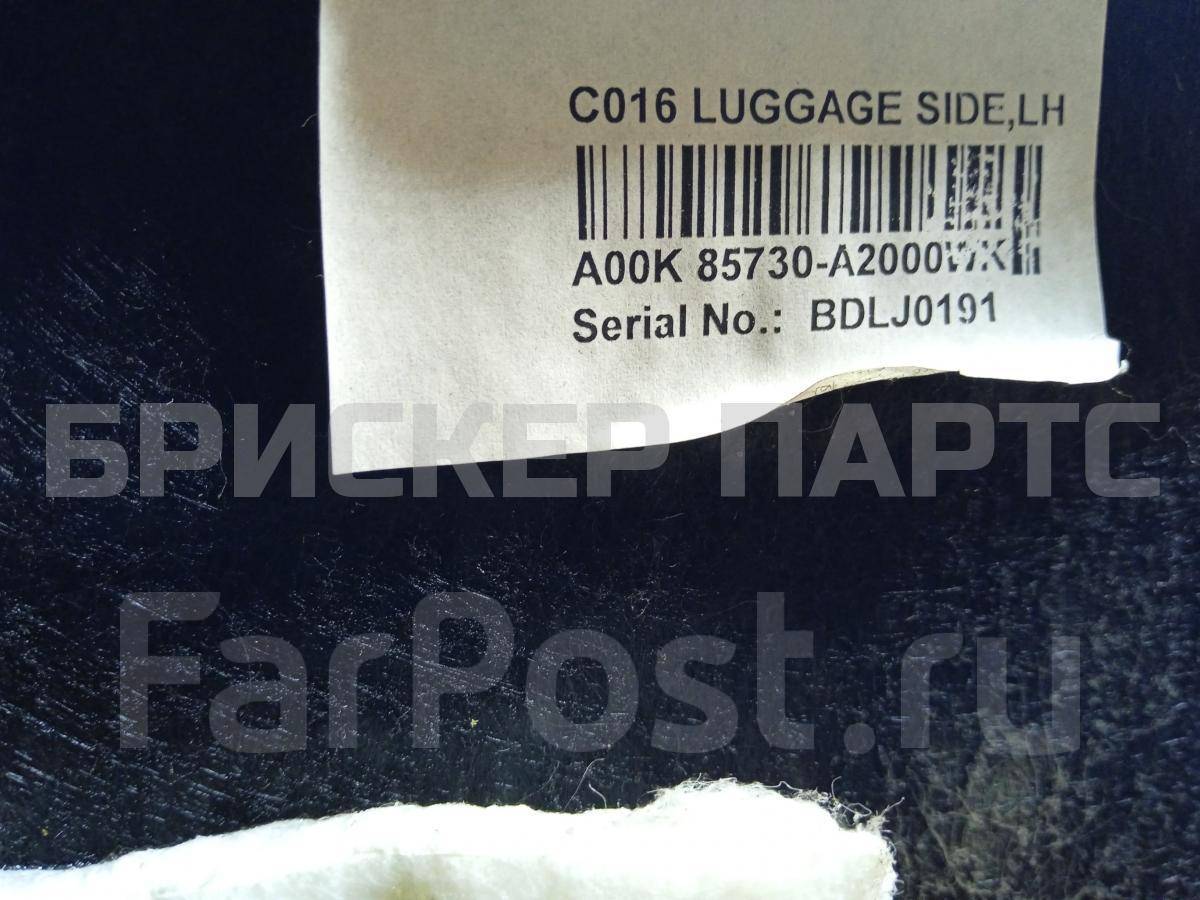 C016 LUGGAGE SIDE,LH
A00K 85730-A2000WK
Serial No.: BDLJ0191
БРИСКЕР ПАРТС
FarPost.ru